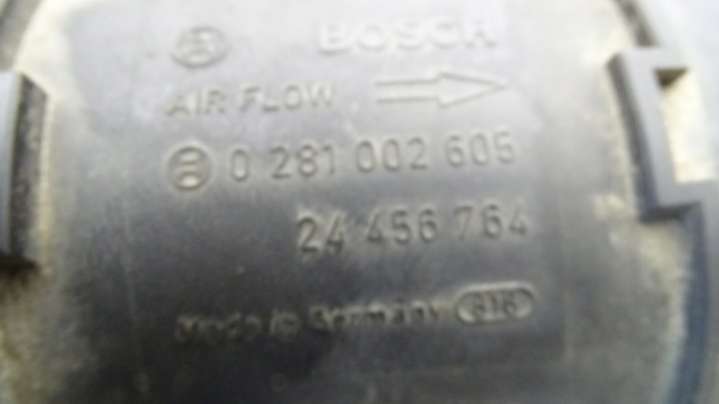 BOSCH
AIR FLOW
0 281 002 605
24 456 764
Made in Germany